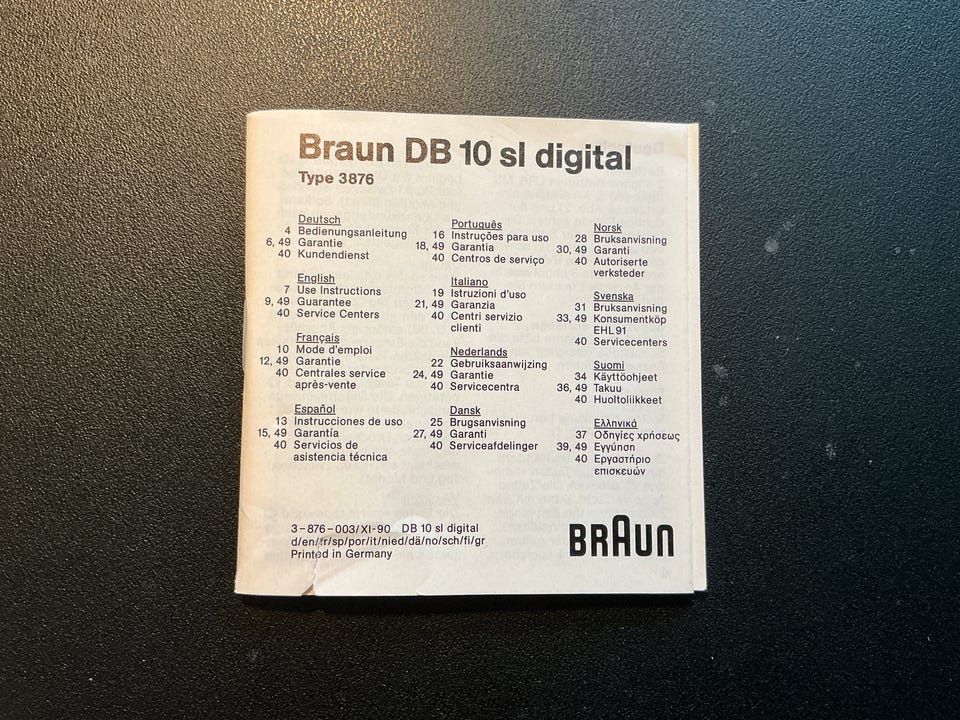 Braun DB 10 sl digital
Type 3876
Deutsch
4 Bedienungsanleitung
6, 49 Garantie
40 Kundendienst
English
7 Use Instructions
9, 49 Guarantee
40 Service Centers
Français
10 Mode d'emploi
12, 49 Garantie
40 Centrales service
après-vente
Español
13 Instrucciones de uso
15, 49 Garantía
40 Servicios de
asistencia técnica
Português
16 Instruções para uso
18, 49 Garantia
40 Centros de serviço
Italiano
19 Istruzioni d'uso
21, 49 Garanzia
40 Centri servizio
clienti
Nederlands
22 Gebruiksaanwijzing
24, 49 Garantie
40 Servicecentra
Dansk
25 Brugsanvisning
27, 49 Garanti
40 Serviceafdelinger
Norsk
28 Bruksanvisning
30, 49 Garanti
40 Autoriserte
verksteder
Svenska
31 Bruksanvisning
33, 49 Konsumentköp
EHL 91
40 Servicecenters
Suomi
34 Käyttöohjeet
36, 49 Takuu
40 Huoltoliikkeet
Ελληνικά
37 Οδηγίες χρήσεως
39, 49 Εγγύηση
40 Εργαστήριο
επισκευών
3-876-003/XI-90 DB 10 sl digital
d/en/fr/sp/por/it/nied/dä/no/sch/fi/gr
Printed in Germany
BRAUN